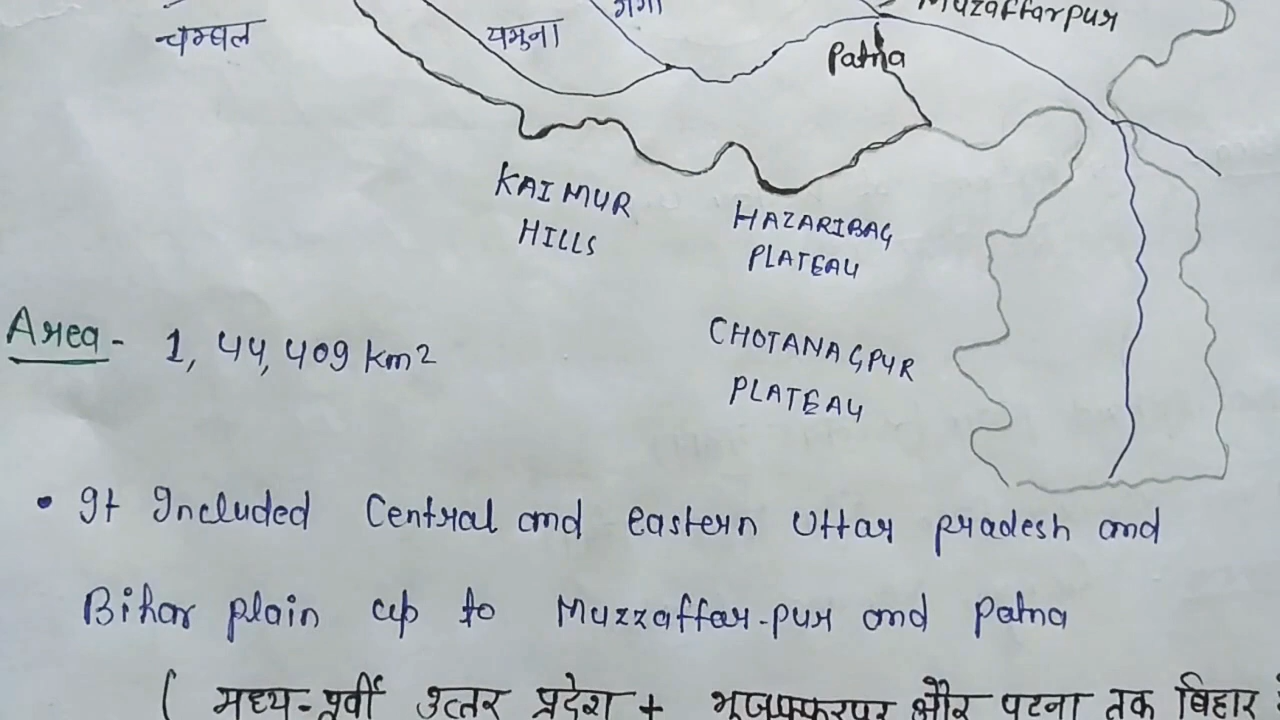 गंगा
Muzaffarpur
चम्बल
यमुना
Patna
KAIMUR
HILLS
HAZARIBAG
PLATEAU
Area - 1,44,409 km²
CHOTANAGPUR
PLATEAU
• It Included Central and eastern Uttar pradesh and
Bihar plain up to Muzzaffar-pur and patna
( मध्य-पूर्वी उत्तर प्रदेश + मुजफ्फरपुर और पटना तक बिहार